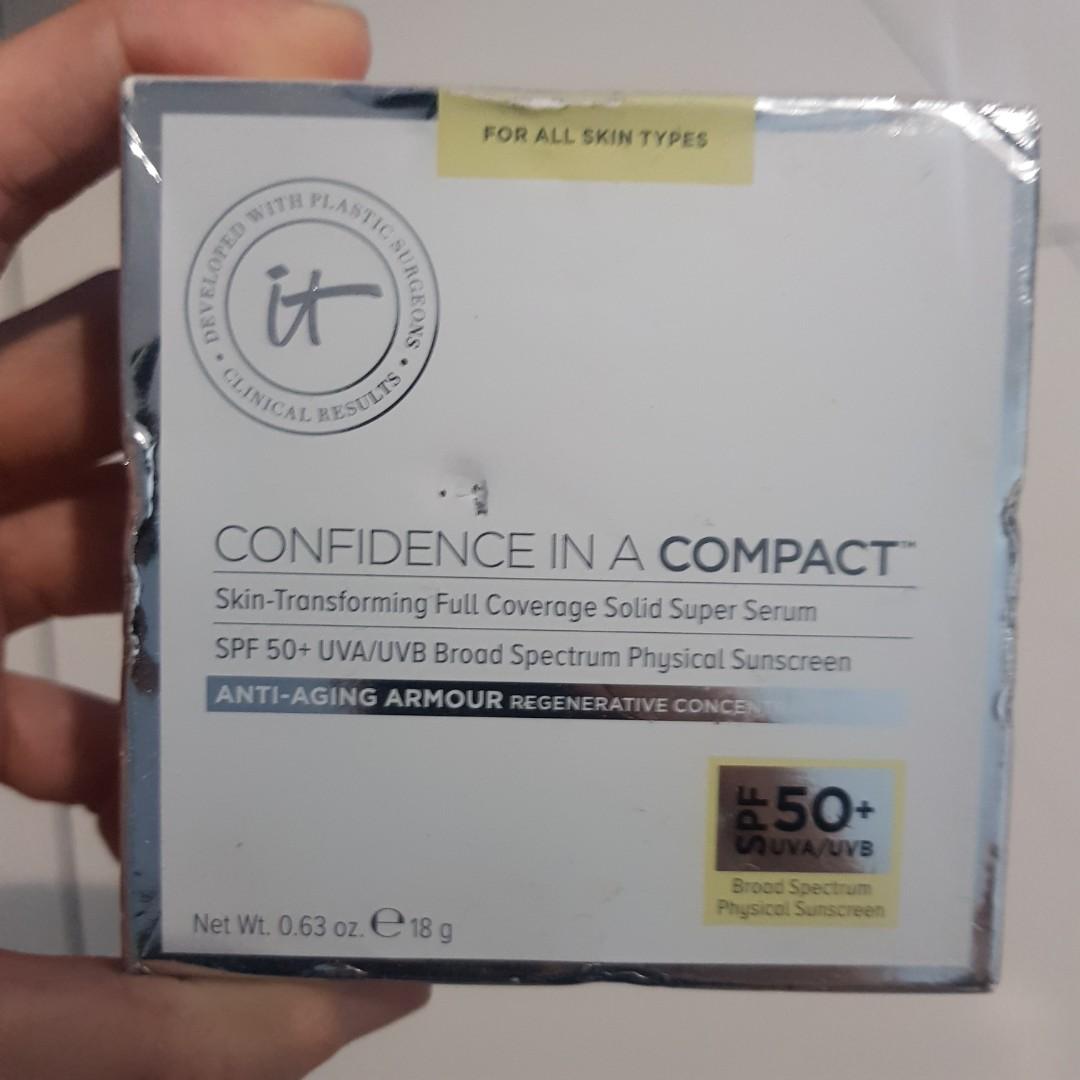 FOR ALL SKIN TYPES
• DEVELOPED WITH PLASTIC SURGEONS • CLINICAL RESULTS
it
CONFIDENCE IN A COMPACT™
Skin-Transforming Full Coverage Solid Super Serum
SPF 50+ UVA/UVB Broad Spectrum Physical Sunscreen
ANTI-AGING ARMOUR REGENERATIVE
SPF 50+
UVA/UVB
Broad Spectrum
Physical Sunscreen
Net Wt. 0.63 oz. ℮ 18 g